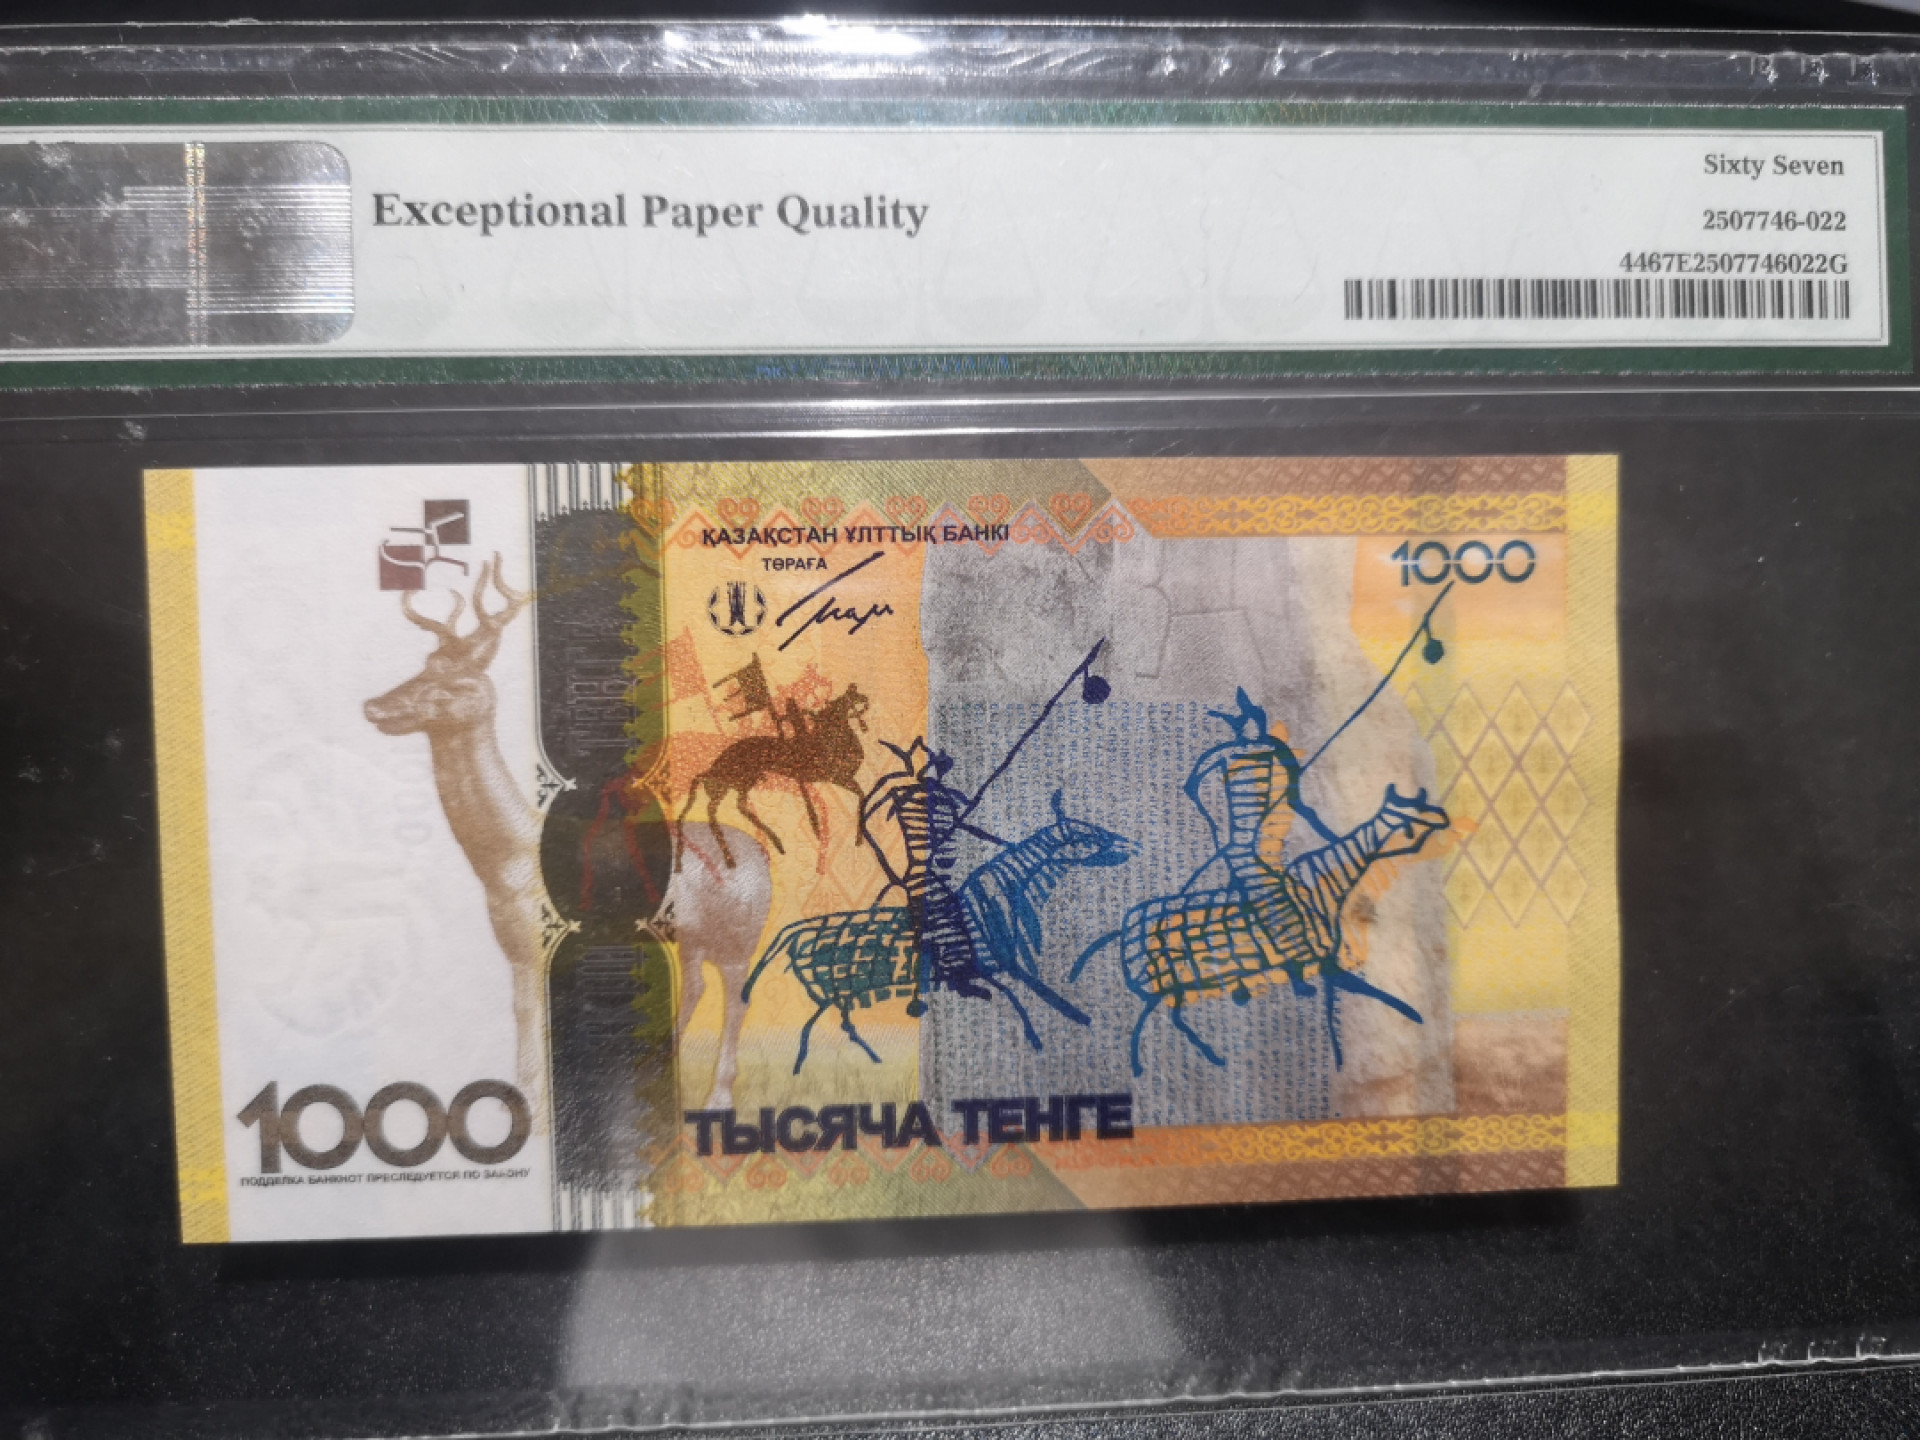 Exceptional Paper Quality
Sixty Seven
2507746-022
4467E2507746022G
ҚАЗАҚСТАН ҰЛТТЫҚ БАНКІ
ТӨРАҒА
1000
1000
ПОДДЕЛКА БАНКНОТ ПРЕСЛЕДУЕТСЯ ПО ЗАКОНУ
ТЫСЯЧА ТЕНГЕ